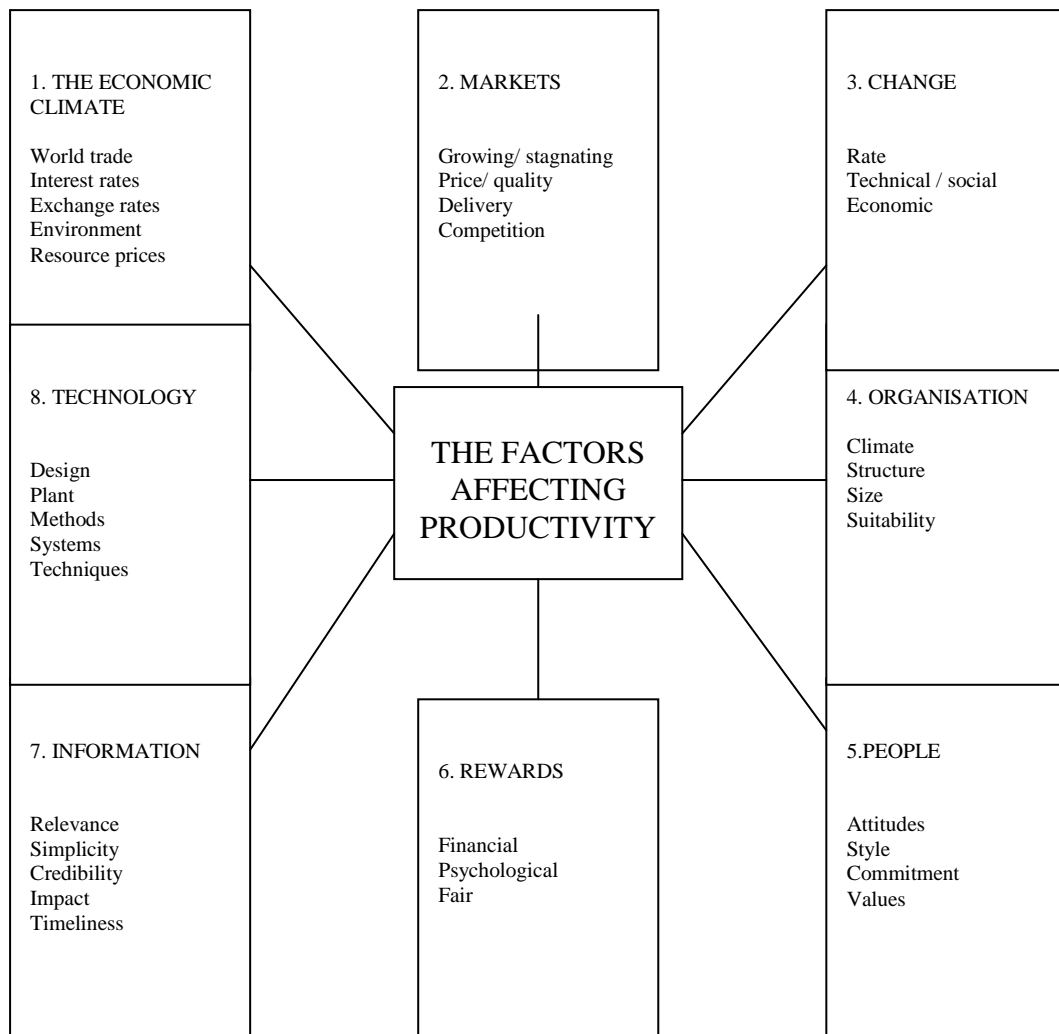 1. THE ECONOMIC
CLIMATE
World trade
Interest rates
Exchange rates
Environment
Resource prices
2. MARKETS
Growing/ stagnating
Price/ quality
Delivery
Competition
3. CHANGE
Rate
Technical / social
Economic
8. TECHNOLOGY
Design
Plant
Methods
Systems
Techniques
THE FACTORS
AFFECTING
PRODUCTIVITY
4. ORGANISATION
Climate
Structure
Size
Suitability
7. INFORMATION
Relevance
Simplicity
Credibility
Impact
Timeliness
6. REWARDS
Financial
Psychological
Fair
5.PEOPLE
Attitudes
Style
Commitment
Values